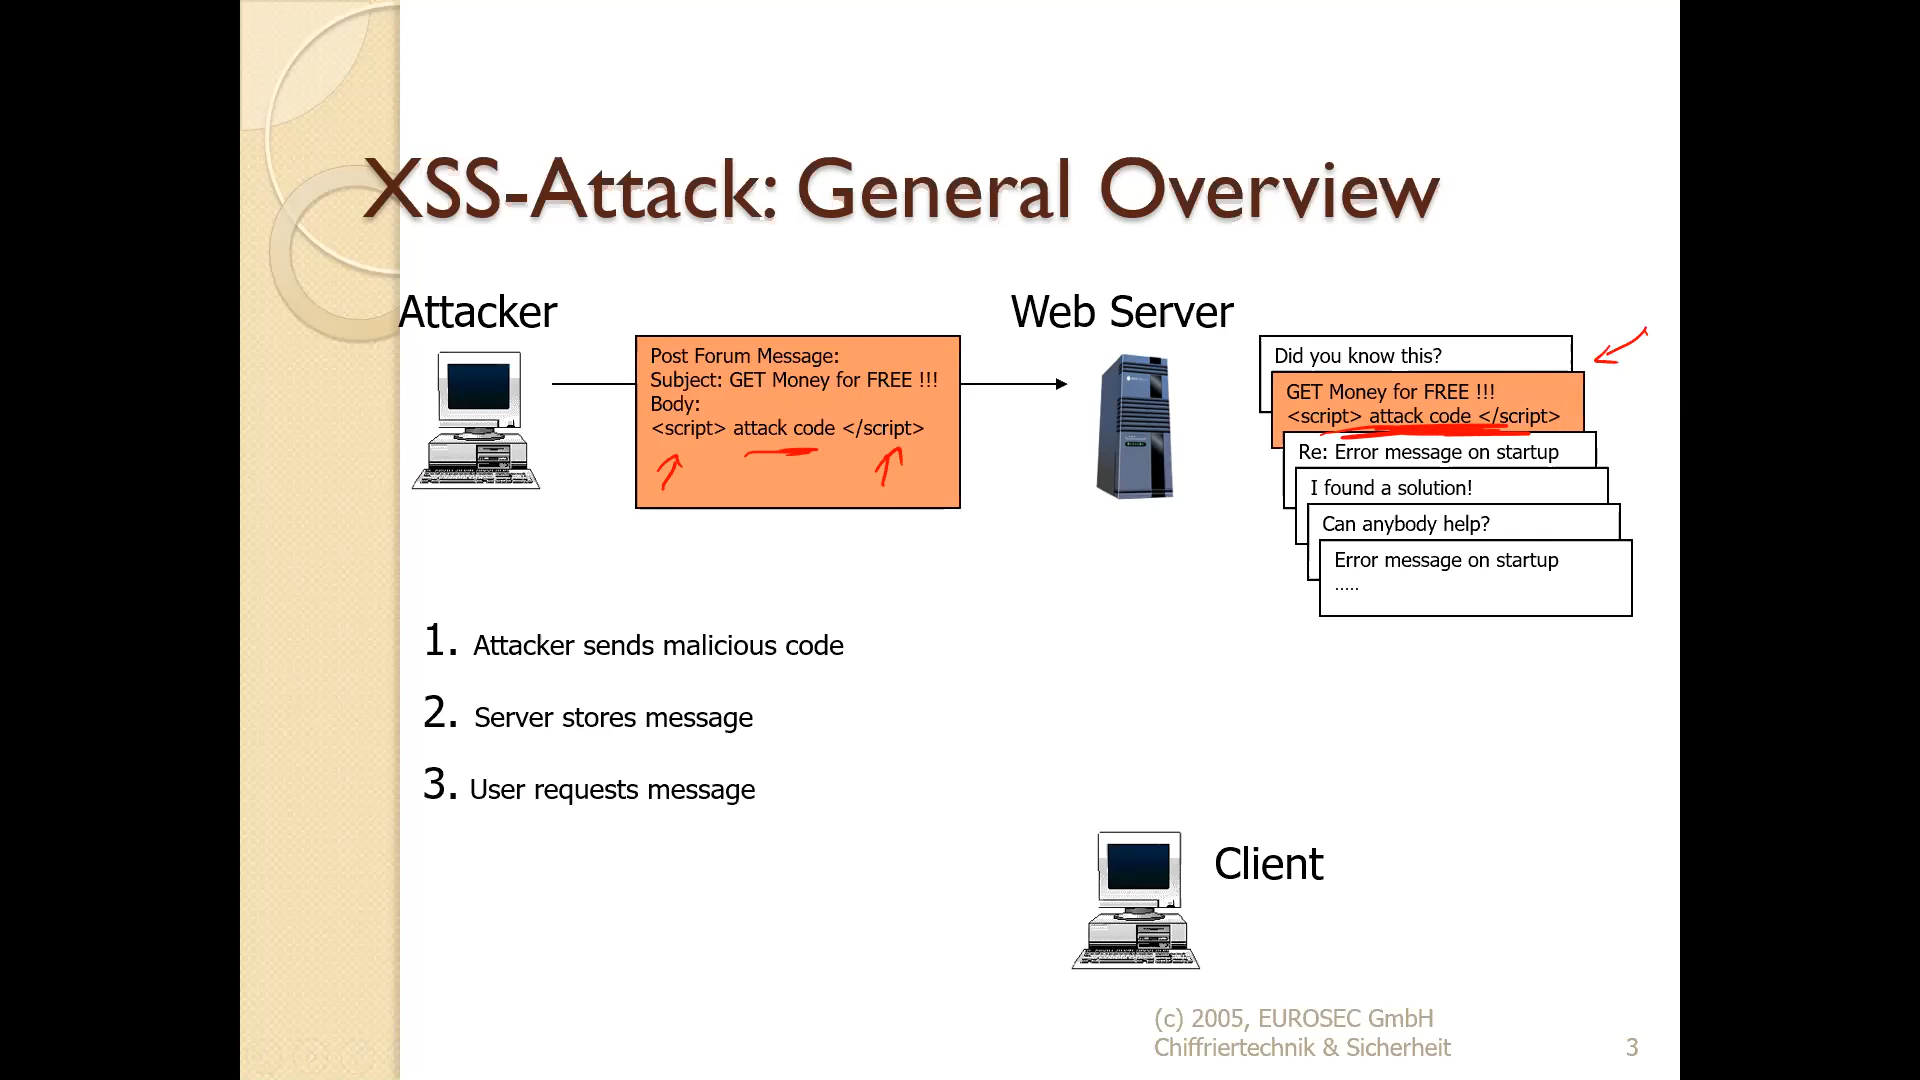 XSS-Attack: General Overview
Attacker
Web Server
Post Forum Message:
Subject: GET Money for FREE !!!
Body:
<script> attack code </script>
Did you know this?
GET Money for FREE !!!
<script> attack code </script>
Re: Error message on startup
I found a solution!
Can anybody help?
Error message on startup
.....
1. Attacker sends malicious code
2. Server stores message
3. User requests message
Client
(c) 2005, EUROSEC GmbH
Chiffriertechnik & Sicherheit
3